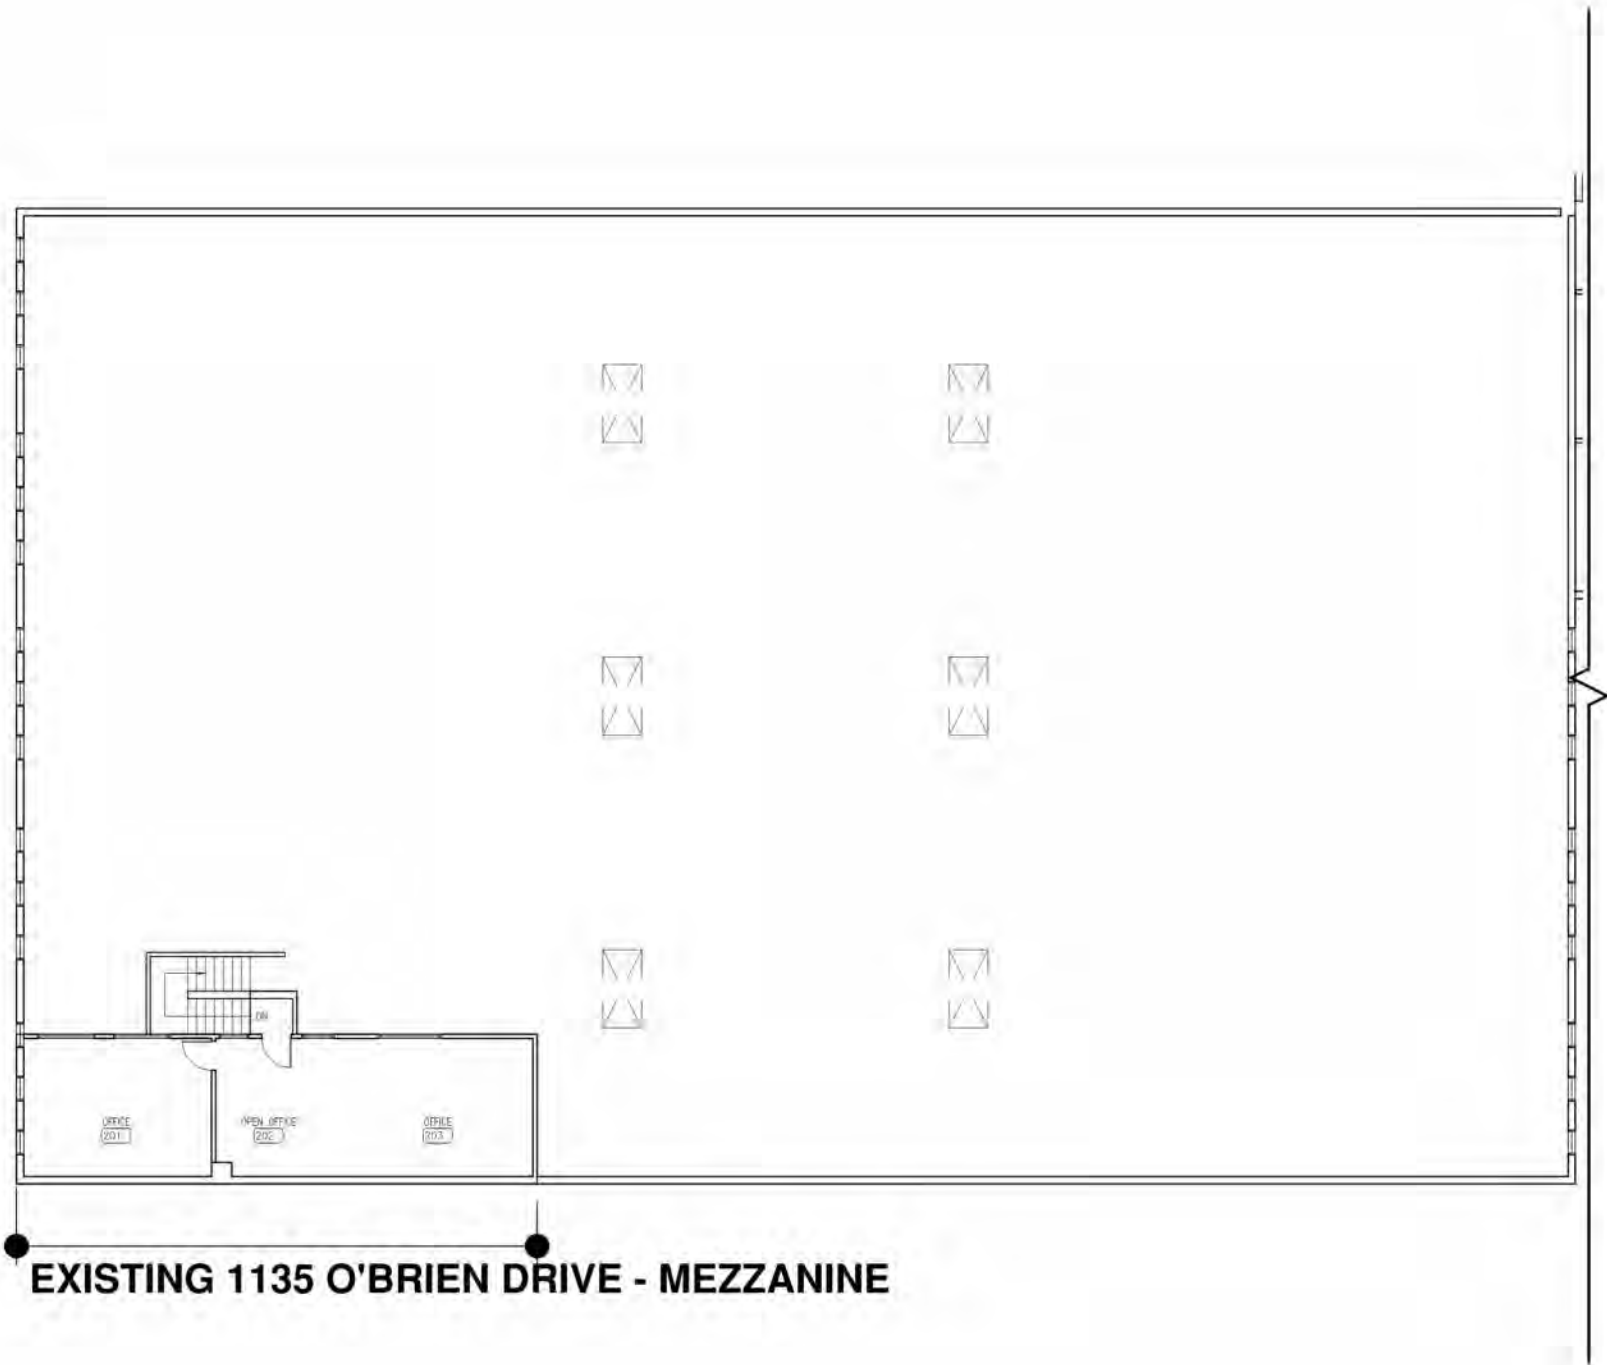 DN
OFFICE
201
OPEN OFFICE
202
OFFICE
203
EXISTING 1135 O'BRIEN DRIVE - MEZZANINE